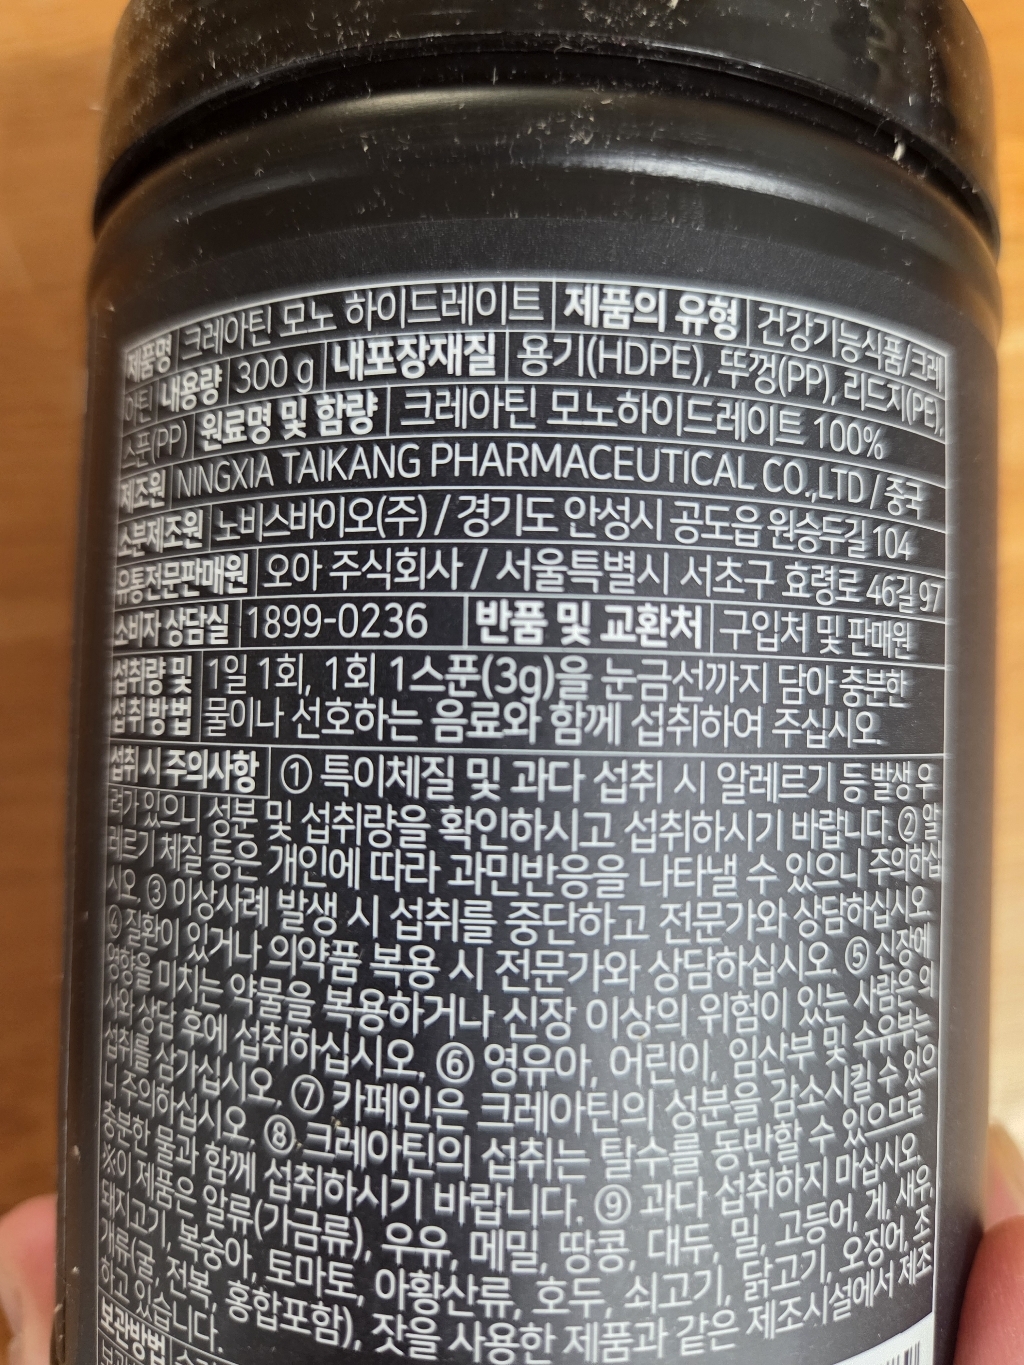 제품명 크레아틴 모노 하이드레이트 제품의 유형 건강기능식품/크레
아틴 내용량 300 g 내포장재질 용기(HDPE), 뚜껑(PP), 리드지(PE),
스푼(PP) 원료명 및 함량 크레아틴 모노하이드레이트 100%
제조원 NINGXIA TAIKANG PHARMACEUTICAL CO.,LTD / 중국
소분제조원 노비스바이오(주) / 경기도 안성시 공도읍 원승두길 104
유통전문판매원 오아 주식회사 / 서울특별시 서초구 효령로 46길 97
소비자 상담실 1899-0236 반품 및 교환처 구입처 및 판매원
섭취량 및 섭취방법 1일 1회, 1회 1스푼(3g)을 눈금선까지 담아 충분한
물이나 선호하는 음료와 함께 섭취하여 주십시오.
섭취 시 주의사항 ① 특이체질 및 과다 섭취 시 알레르기 등 발생 우
려가 있으니 성분 및 섭취량을 확인하시고 섭취하시기 바랍니다. ② 알
레르기 체질 등은 개인에 따라 과민반응을 나타낼 수 있으니 주의하십
시오. ③ 이상사례 발생 시 섭취를 중단하고 전문가와 상담하십시오.
④ 질환이 있거나 의약품 복용 시 전문가와 상담하십시오. ⑤ 신장에
영향을 미치는 약물을 복용하거나 신장 이상의 위험이 있는 사람은 의
사와 상담 후에 섭취하십시오. ⑥ 영유아, 어린이, 임산부 및 수유부는
섭취를 삼가십시오. ⑦ 카페인은 크레아틴의 성분을 감소시킬 수 있으
니 주의하십시오. ⑧ 크레아틴의 섭취는 탈수를 동반할 수 있으므로
충분한 물과 함께 섭취하시기 바랍니다. ⑨ 과다 섭취하지 마십시오.
※이 제품은 알류(가금류), 우유, 메밀, 땅콩, 대두, 밀, 고등어, 게, 새우,
돼지고기, 복숭아, 토마토, 아황산류, 호두, 쇠고기, 닭고기, 오징어, 조
개류(굴, 전복, 홍합포함), 잣을 사용한 제품과 같은 제조시설에서 제조
하고 있습니다.
보관방법